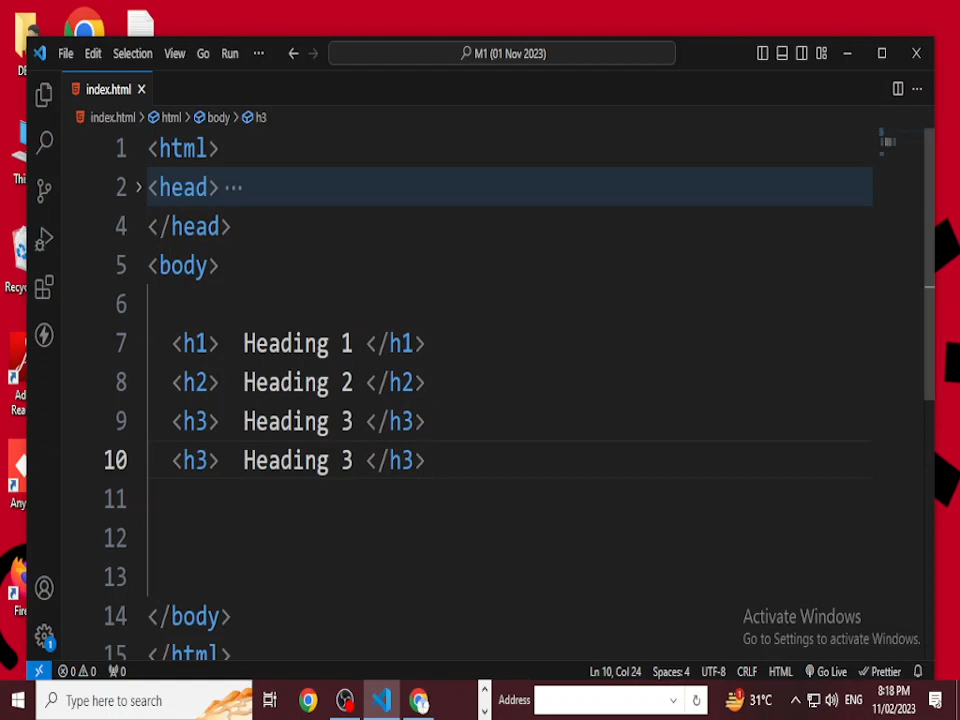 File Edit Selection View Go Run ··· M1 (01 Nov 2023)
index.html
index.html > html > body > h3
1 <html>
2 <head> ···
4 </head>
5 <body>
6
7 <h1> Heading 1 </h1>
8 <h2> Heading 2 </h2>
9 <h3> Heading 3 </h3>
10 <h3> Heading 3 </h3>
11
12
13
14 </body>
15 </html>
Activate Windows
Go to Settings to activate Windows.
1
0 0 0 Ln 10, Col 24 Spaces: 4 UTF-8 CRLF HTML Go Live Prettier
Type here to search Address 31°C ENG 8:18 PM
11/02/2023